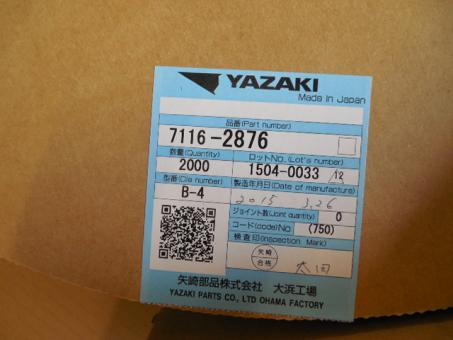 YAZAKI
Made in Japan
品番(Part number)
7116-2876
数量(Quantity) ロットNo.(Lot's number)
2000 1504-0033 12
型番(Die number) 製造年月日(Date of manufacture)
B-4 2015 3.26
ジョイント数(Joint quantity) 0
コード(code)No (750)
検査印(Inspection Mark)
矢崎
合格
矢崎部品株式会社 大浜工場
YAZAKI PARTS CO., LTD OHAMA FACTORY